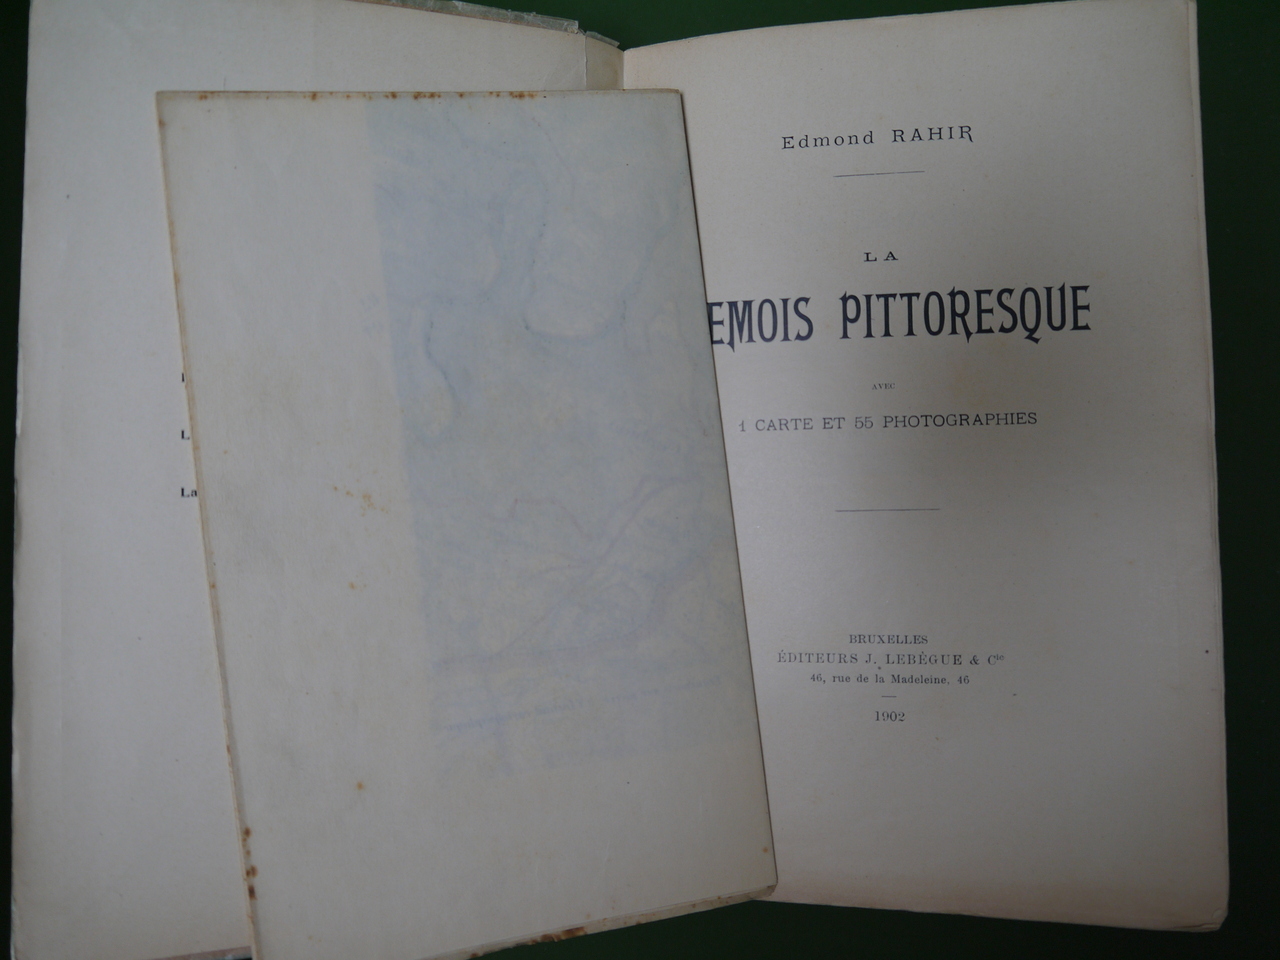 Edmond RAHIR
LA
EMOIS PITTORESQUE
AVEC
1 CARTE ET 55 PHOTOGRAPHIES
BRUXELLES
ÉDITEURS J. LEBÈGUE & Cie
46, rue de la Madeleine, 46
1902
L
La